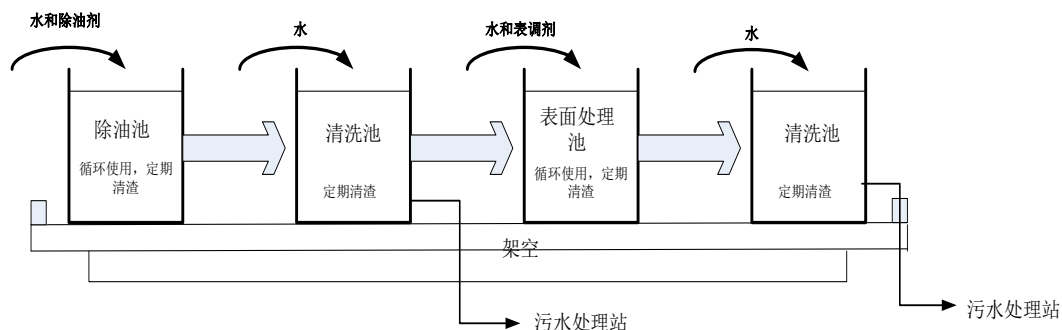 水和除油剂
水
水和表调剂
水
除油池
循环使用，定期
清渣
清洗池
定期清渣
表面处理
池
循环使用，定期
清渣
清洗池
定期清渣
架空
污水处理站
污水处理站